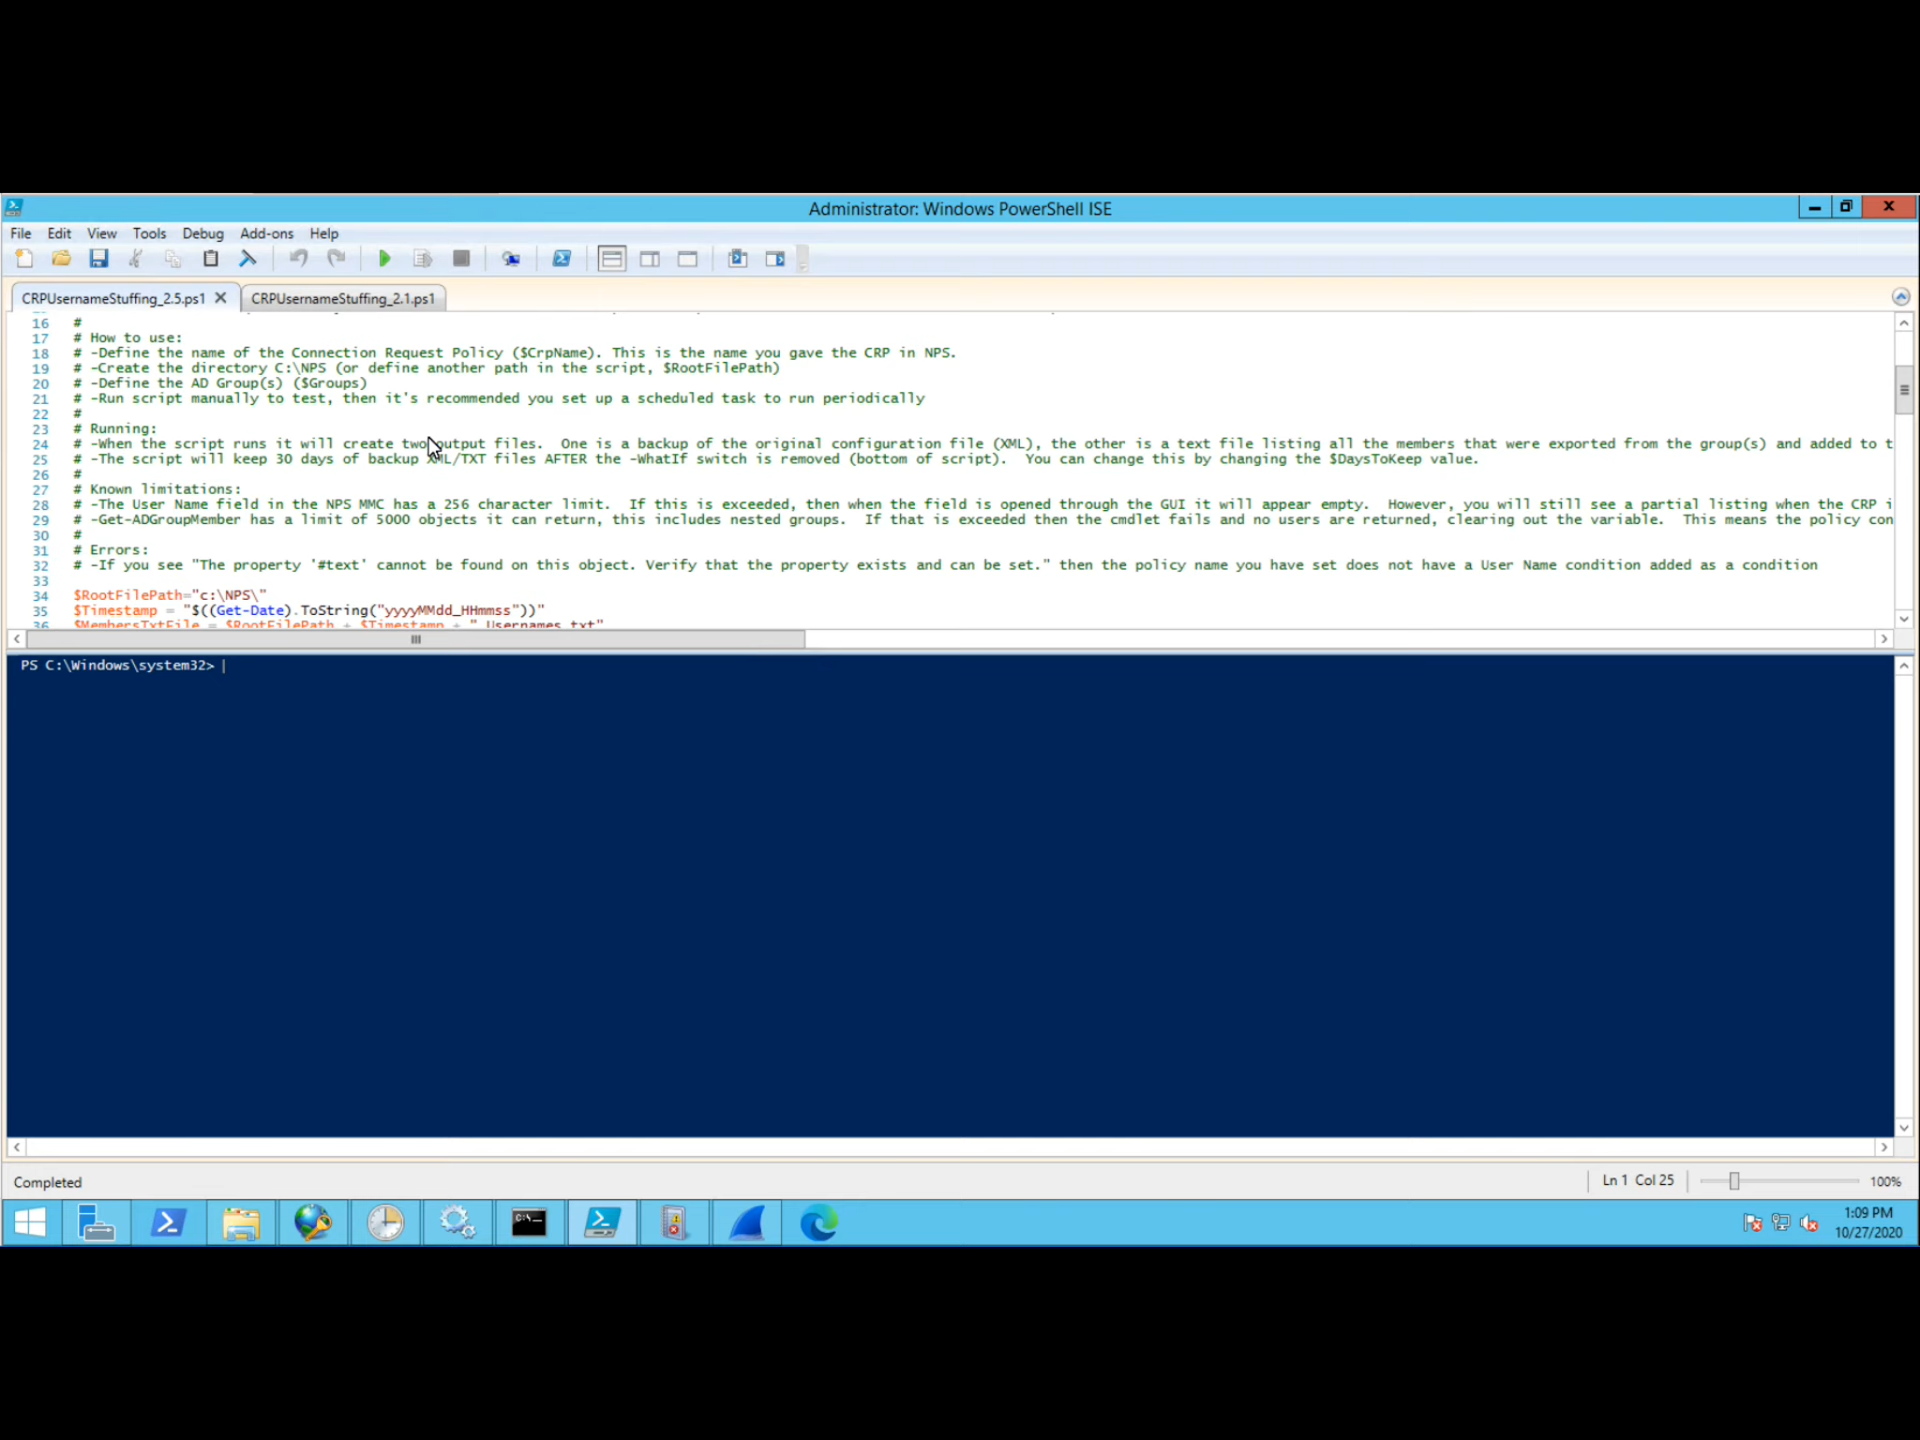 Administrator: Windows PowerShell ISE
File Edit View Tools Debug Add-ons Help
CRPUsernameStuffing_2.5.ps1 CRPUsernameStuffing_2.1.ps1
16 #
17 # How to use:
18 # -Define the name of the Connection Request Policy ($CrpName). This is the name you gave the CRP in NPS.
19 # -Create the directory C:\NPS (or define another path in the script, $RootFilePath)
20 # -Define the AD Group(s) ($Groups)
21 # -Run script manually to test, then it's recommended you set up a scheduled task to run periodically
22 #
23 # Running:
24 # -When the script runs it will create two output files.  One is a backup of the original configuration file (XML), the other is a text file listing all the members that were exported from the group(s) and added to t
25 # -The script will keep 30 days of backup XML/TXT files AFTER the -WhatIf switch is removed (bottom of script).  You can change this by changing the $DaysToKeep value.
26 #
27 # Known limitations:
28 # -The User Name field in the NPS MMC has a 256 character limit.  If this is exceeded, then when the field is opened through the GUI it will appear empty.  However, you will still see a partial listing when the CRP i
29 # -Get-ADGroupMember has a limit of 5000 objects it can return, this includes nested groups.  If that is exceeded then the cmdlet fails and no users are returned, clearing out the variable.  This means the policy con
30 #
31 # Errors:
32 # -If you see "The property '#text' cannot be found on this object. Verify that the property exists and can be set." then the policy name you have set does not have a User Name condition added as a condition
33
34 $RootFilePath="c:\NPS\"
35 $Timestamp = "$((Get-Date).ToString("yyyyMMdd_HHmmss"))"
36 $MembersTxtFile = $RootFilePath + $Timestamp + "_Usernames.txt"
PS C:\Windows\system32>
Completed
Ln 1 Col 25
100%
1:09 PM
10/27/2020